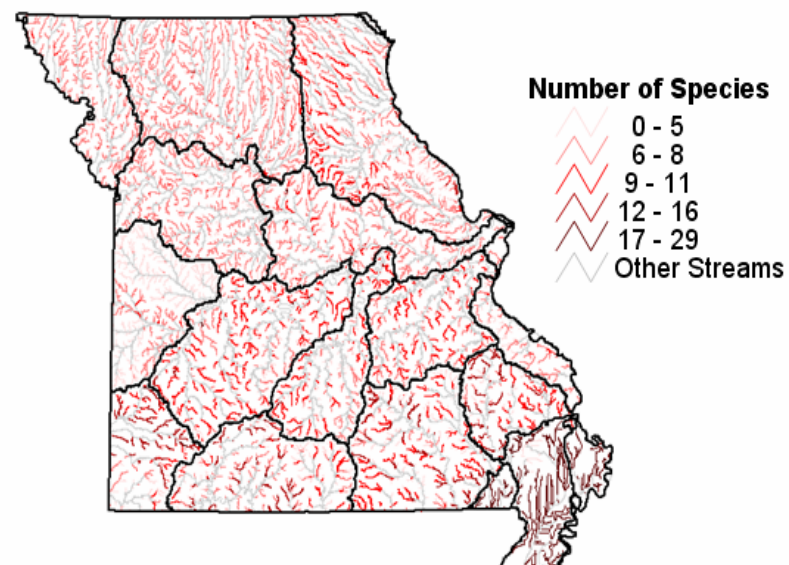 Number of Species
0 - 5
6 - 8
9 - 11
12 - 16
17 - 29
Other Streams